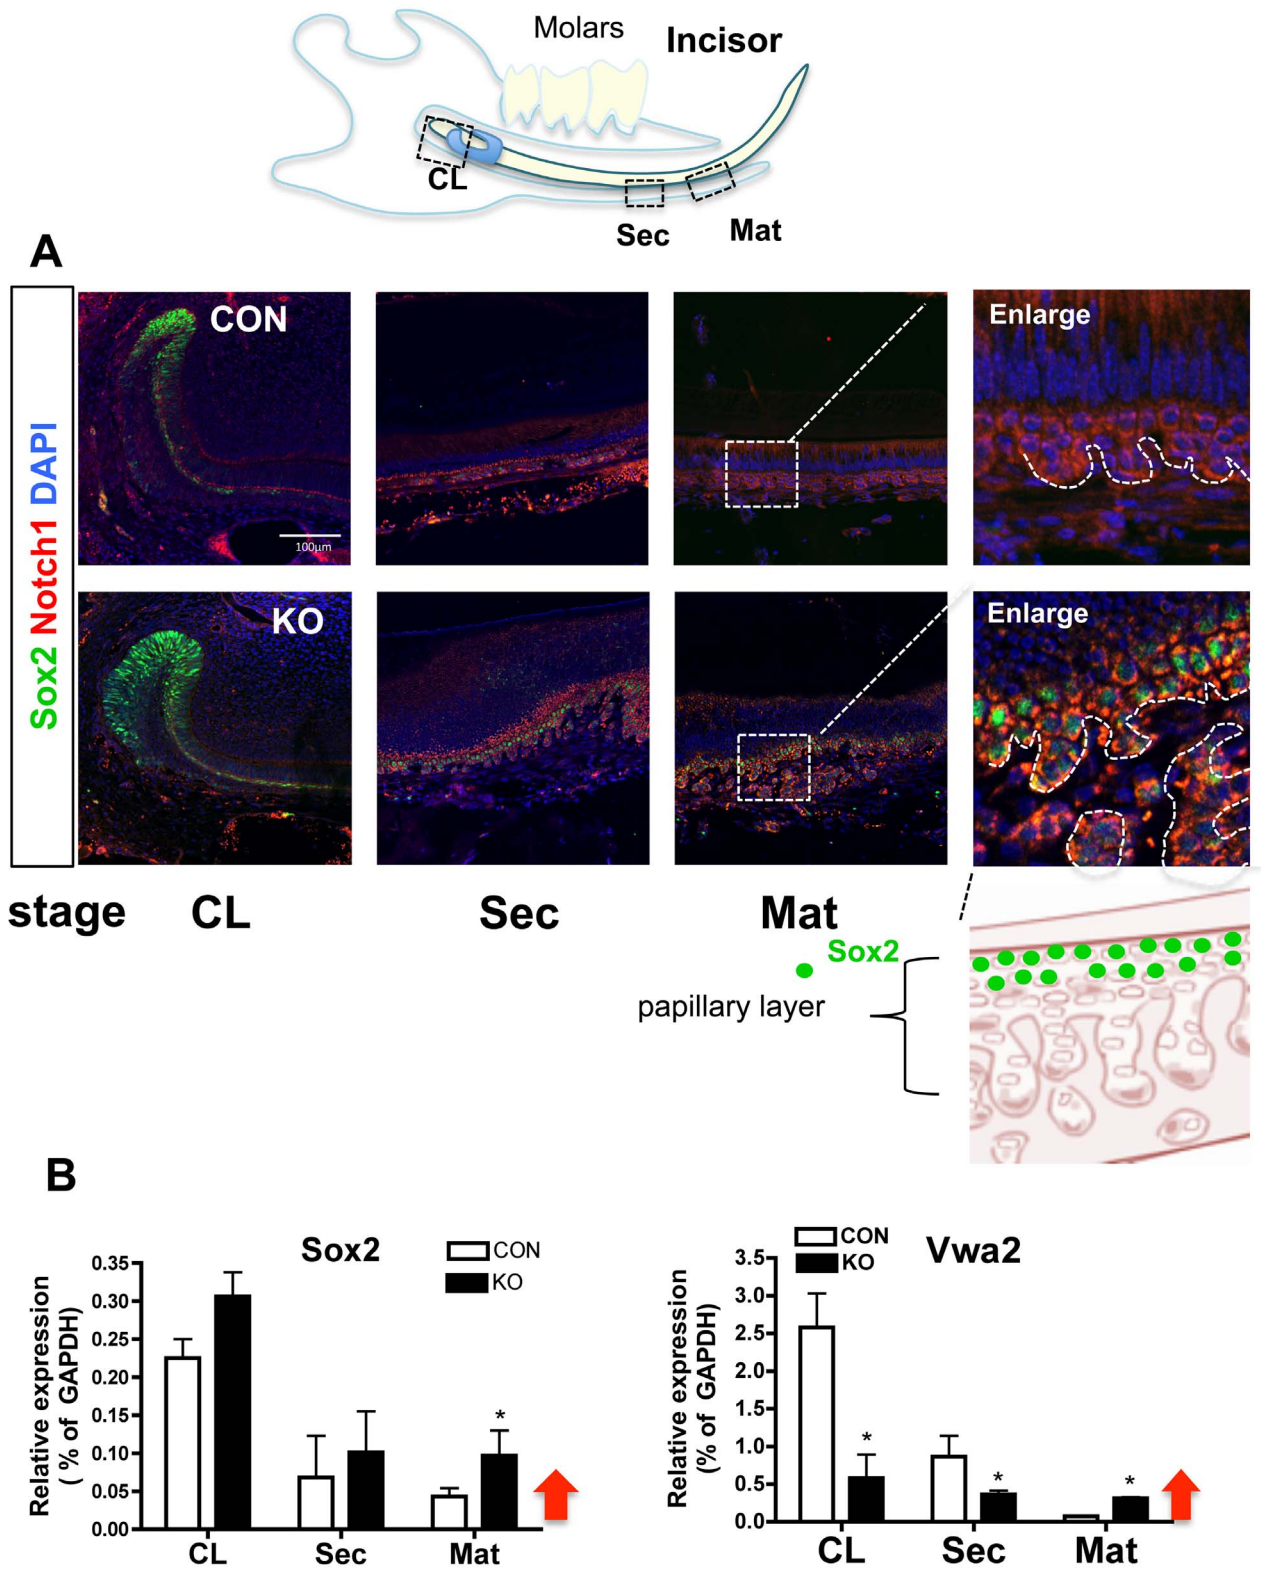 Molars
Incisor
CL
Sec
Mat
A
Sox2 Notch1 DAPI
CON
Enlarge
100µm
KO
Enlarge
stage
CL
Sec
Mat
Sox2
papillary layer
B
Sox2
CON
KO
Relative expression
( % of GAPDH)
0.35
0.30
0.25
0.20
0.15
0.10
0.05
0.00
*
CL
Sec
Mat
CON
KO
Vwa2
Relative expression
(% of GAPDH)
3.5
3.0
2.5
2.0
1.5
1.0
0.5
0.0
*
*
*
CL
Sec
Mat